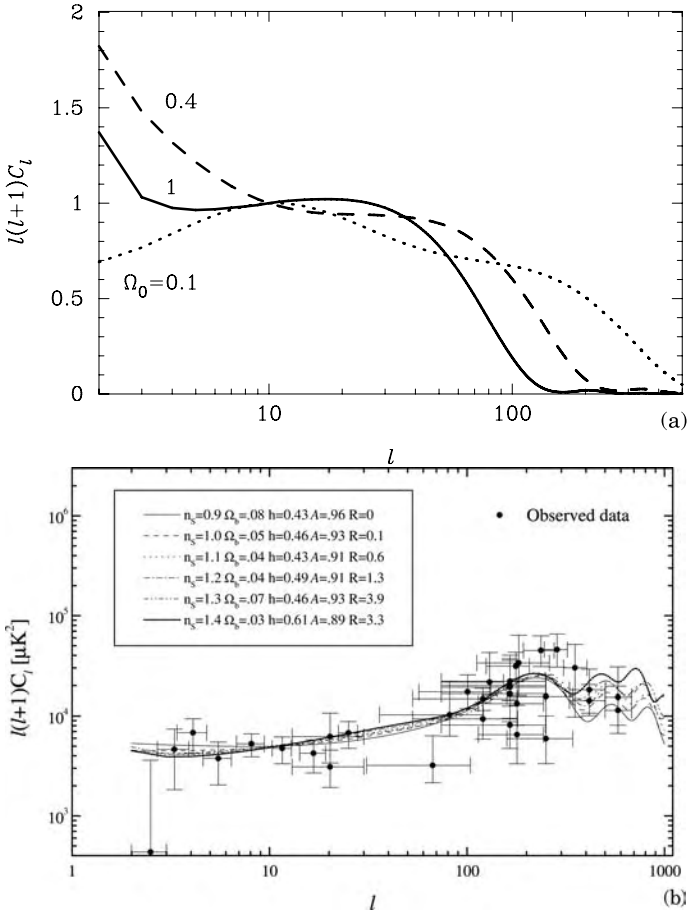 2
1.5
1
0.5
0
l(l+1)C_l
0.4
1
Ω_0=0.1
10
100
(a)
l
10^6
10^5
10^4
10^3
l(l+1)C_l [μK^2]
n_S=0.9 Ω_b=.08 h=0.43 A=.96 R=0
n_S=1.0 Ω_b=.05 h=0.46 A=.93 R=0.1
n_S=1.1 Ω_b=.04 h=0.43 A=.91 R=0.6
n_S=1.2 Ω_b=.04 h=0.49 A=.91 R=1.3
n_S=1.3 Ω_b=.07 h=0.46 A=.93 R=3.9
n_S=1.4 Ω_b=.03 h=0.61 A=.89 R=3.3
Observed data
1
10
100
1000
l
(b)